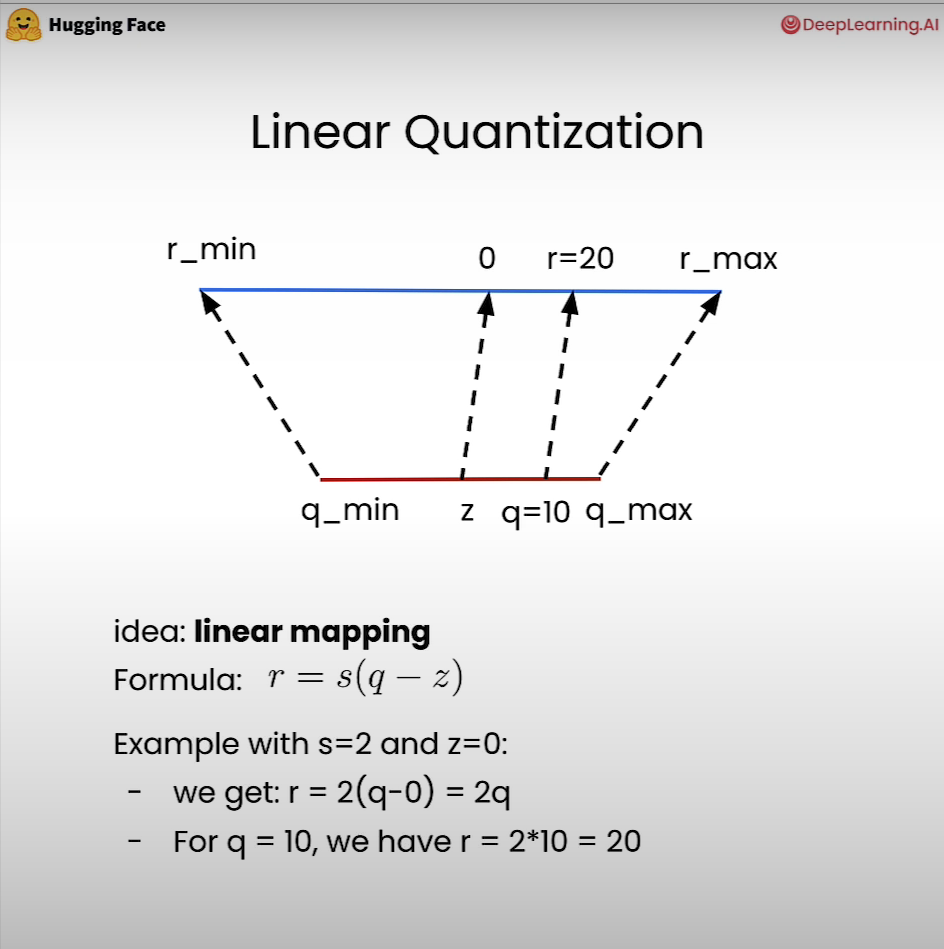 Hugging Face
DeepLearning.AI
Linear Quantization
r_min 0 r=20 r_max
q_min z q=10 q_max
idea: linear mapping
Formula: r = s(q − z)
Example with s=2 and z=0:
- we get: r = 2(q-0) = 2q
- For q = 10, we have r = 2*10 = 20